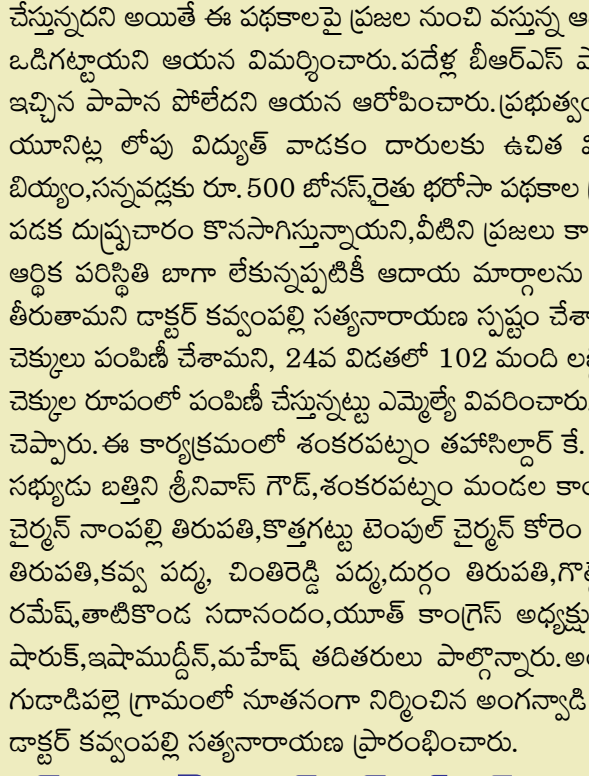 చేస్తున్నదని అయితే ఈ పథకాలపై ప్రజల నుంచి వస్తున్న ఆ
ఒడిగట్టాయని ఆయన విమర్శించారు.పదేళ్ల బీఆర్ఎస్
ఇచ్చిన పాపాన పోలేదని ఆయన ఆరోపించారు.ప్రభుత్వం
యూనిట్ల లోపు విద్యుత్ వాడకం దారులకు ఉచిత వి
బియ్యం,సన్నవడ్లకు రూ.500 బోనస్,రైతు భరోసా పథకాల
పడక దుష్ప్రచారం కొనసాగిస్తున్నాయని,వీటిని ప్రజలు కా
ఆర్థిక పరిస్థితి బాగా లేకున్నప్పటికీ ఆదాయ మార్గాలను
తీరుతామని డాక్టర్ కవ్వంపల్లి సత్యనారాయణ స్పష్టం చేశా
చెక్కులు పంపిణీ చేశామని, 24వ విడతలో 102 మంది
చెక్కుల రూపంలో పంపిణీ చేస్తున్నట్టు ఎమ్మెల్యే వివరించారు.
చెప్పారు.ఈ కార్యక్రమంలో శంకరపట్నం తహసిల్దార్ కే.
సభ్యుడు బత్తిని శ్రీనివాస్ గౌడ్,శంకరపట్నం మండల కాం
చైర్మన్ నాంపల్లి తిరుపతి,కొత్తగట్టు టెంపుల్ చైర్మన్ కోరెం
తిరుపతి,కవ్వ పద్మ, చింతిరెడ్డి పద్మ,దుర్గం తిరుపతి,
రమేష్,తాటికొండ సదానందం,యూత్ కాంగ్రెస్ అధ్యక్షు
షారుక్,ఇషాముద్దీన్,మహేష్ తదితరులు పాల్గొన్నారు.అం
గుడాడిపల్లె గ్రామంలో నూతనంగా నిర్మించిన అంగన్వాడి
డాక్టర్ కవ్వంపల్లి సత్యనారాయణ ప్రారంభించారు.